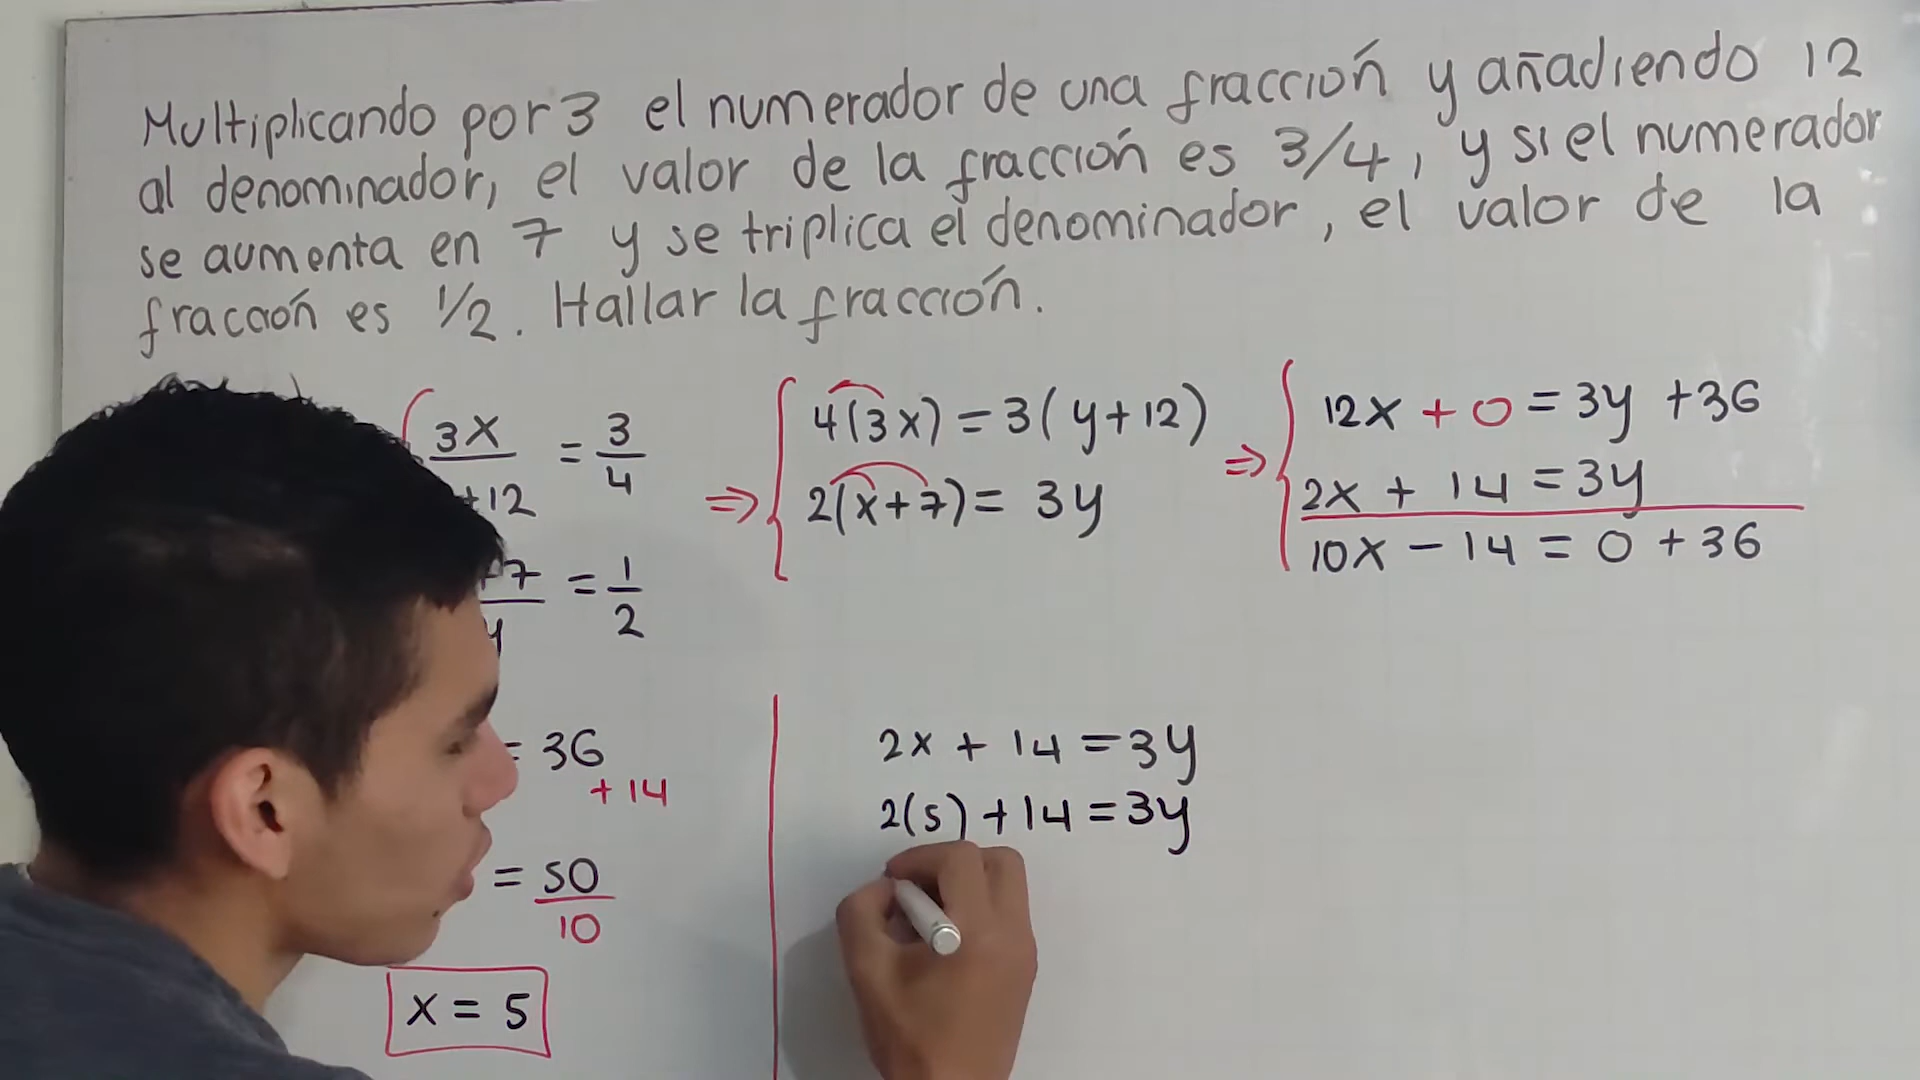 Multiplicando por 3 el numerador de una fracción y añadiendo 12
al denominador, el valor de la fracción es 3/4, y si el numerador
se aumenta en 7 y se triplica el denominador, el valor de la
fracción es 1/2. Hallar la fracción.
3x/+12 = 3/4
+7/y = 1/2
⇒ { 4(3x) = 3(y+12)
2(x+7) = 3y
⇒ { 12x + 0 = 3y + 36
2x + 14 = 3y
10x - 14 = 0 + 36
= 36
+ 14
= 50/10
x = 5
2x + 14 = 3y
2(5) + 14 = 3y